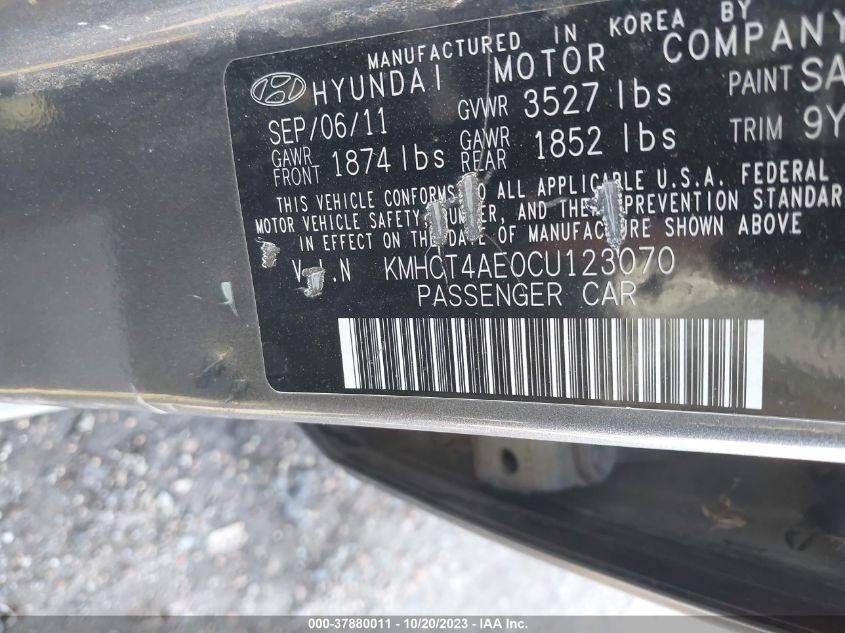 MANUFACTURED IN KOREA BY
HYUNDAI MOTOR COMPANY
SEP/06/11 GVWR 3527 lbs PAINT SA
GAWR FRONT 1874 lbs GAWR REAR 1852 lbs TRIM 9Y
THIS VEHICLE CONFORMS TO ALL APPLICABLE U.S.A. FEDERAL
MOTOR VEHICLE SAFETY, BUMPER, AND THEFT PREVENTION STANDAR
IN EFFECT ON THE DATE OF MANUFACTURE SHOWN ABOVE
V.I.N KMHCT4AE0CU123070
PASSENGER CAR
000-37880011 - 10/20/2023 - IAA Inc.